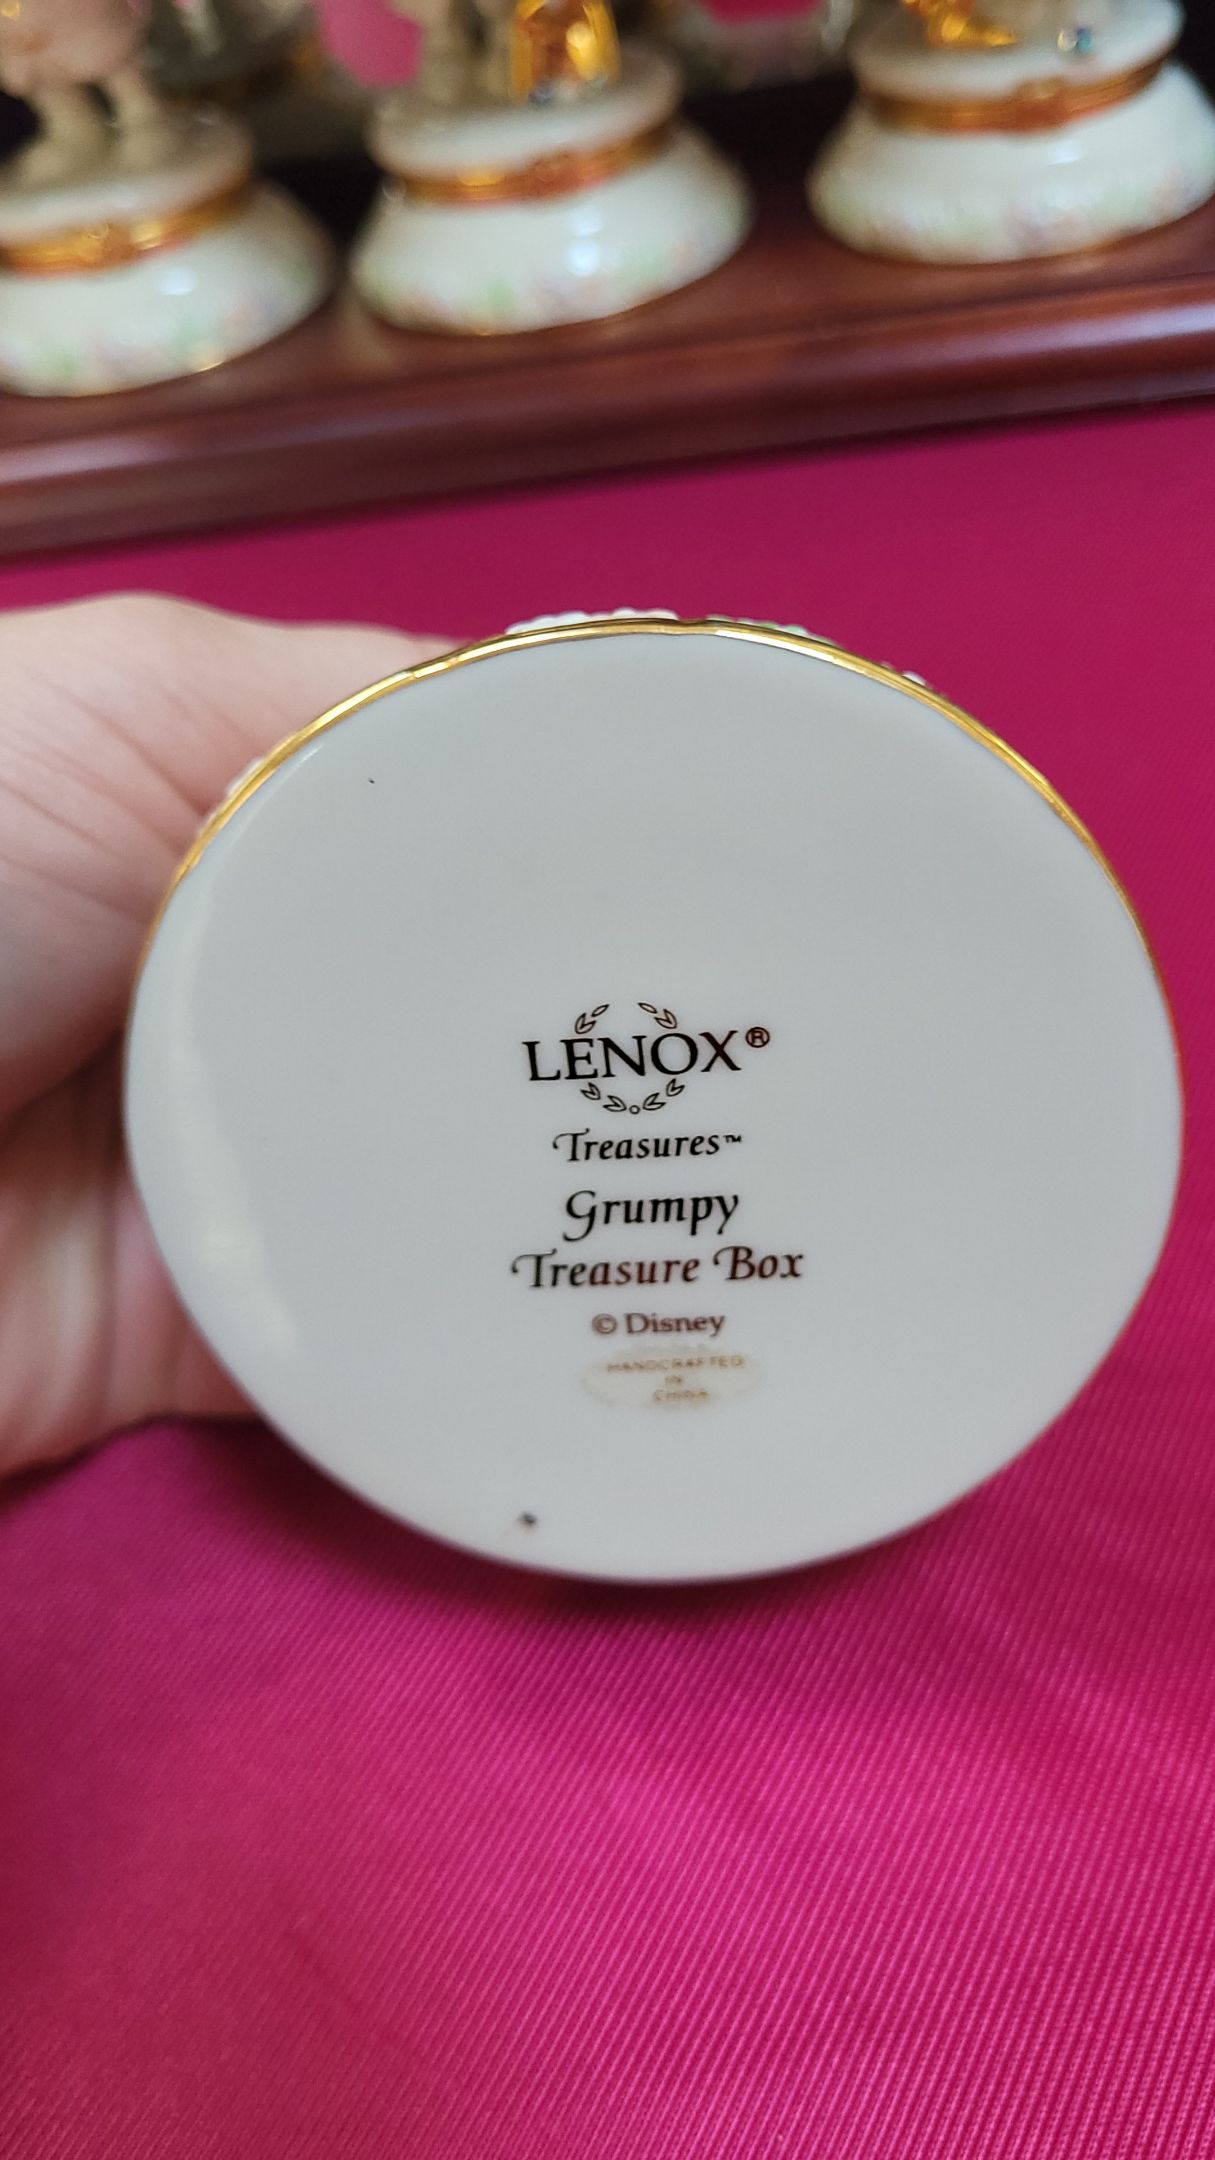 LENOX®
Treasures™
Grumpy
Treasure Box
© Disney
HANDCRAFTED
IN
CHINA